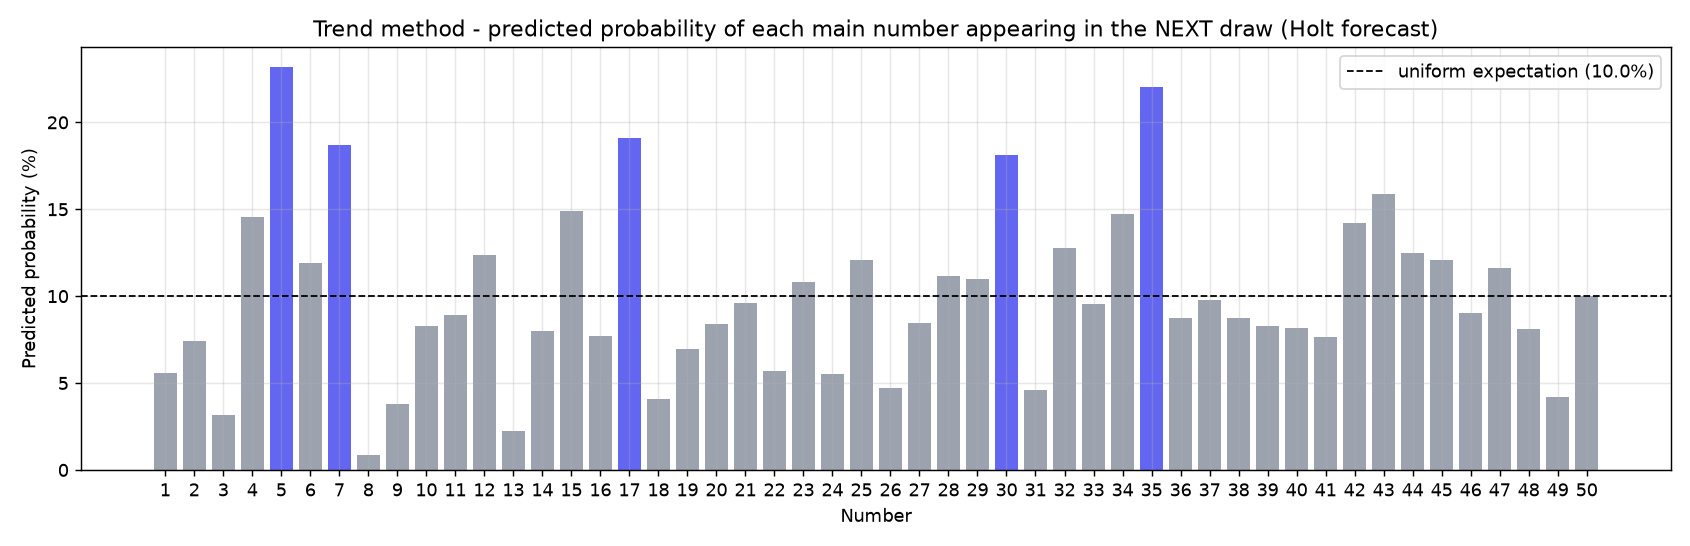 Trend method - predicted probability of each main number appearing in the NEXT draw (Holt forecast)
uniform expectation (10.0%)
Predicted probability (%)
20
15
10
5
0
1 2 3 4 5 6 7 8 9 10 11 12 13 14 15 16 17 18 19 20 21 22 23 24 25 26 27 28 29 30 31 32 33 34 35 36 37 38 39 40 41 42 43 44 45 46 47 48 49 50
Number